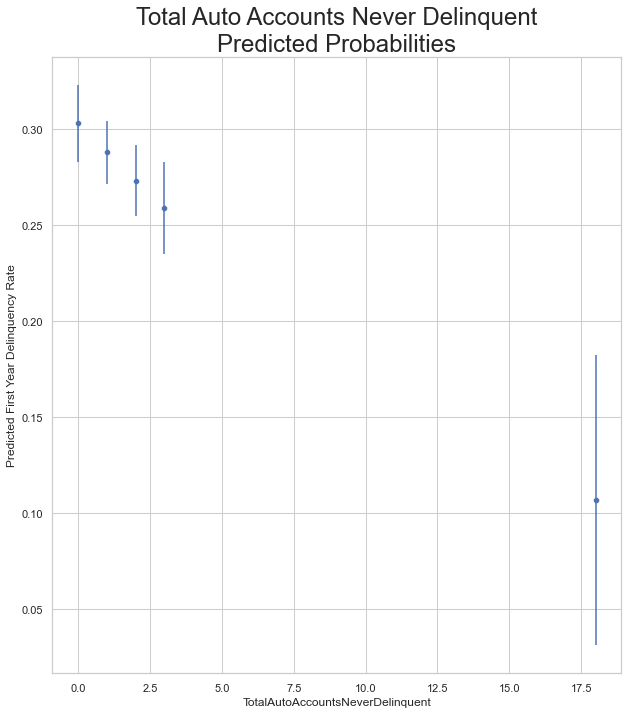 Total Auto Accounts Never Delinquent
Predicted Probabilities
Predicted First Year Delinquency Rate
0.30
0.25
0.20
0.15
0.10
0.05
0.0 2.5 5.0 7.5 10.0 12.5 15.0 17.5
TotalAutoAccountsNeverDelinquent